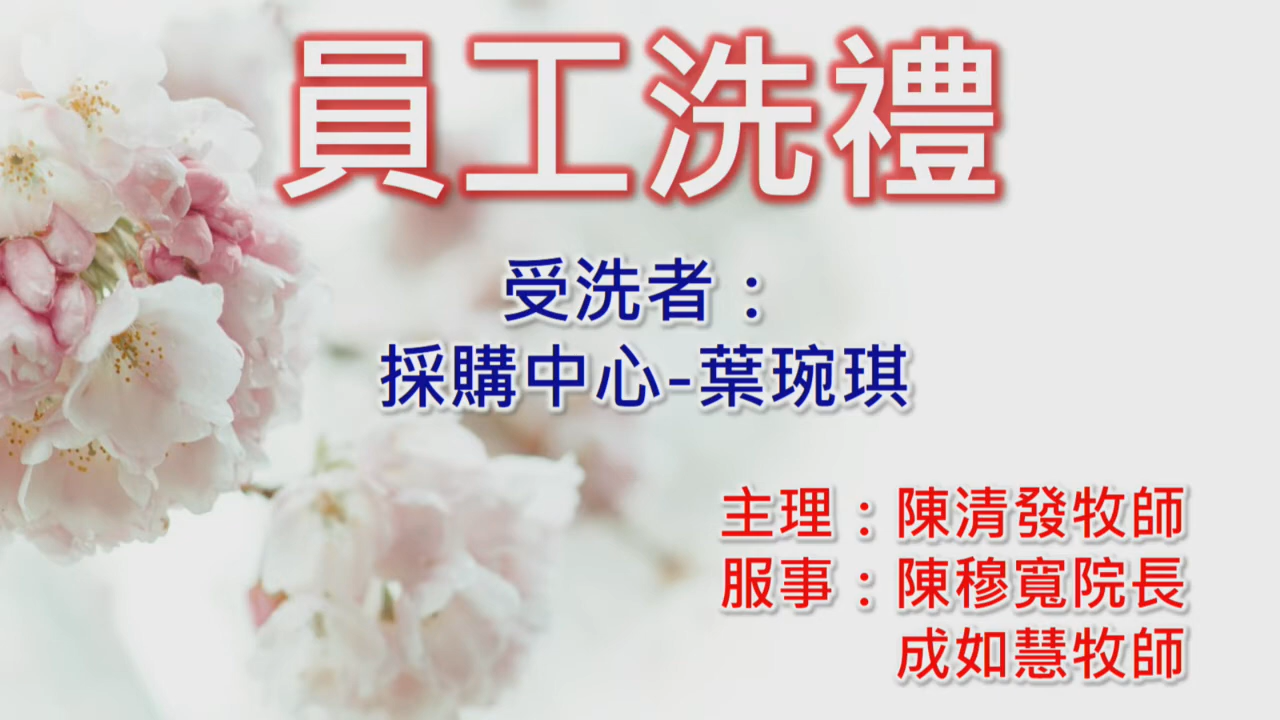 員工洗禮
受洗者：
採購中心-葉琬琪
主理：陳清發牧師
服事：陳穆寬院長
成如慧牧師